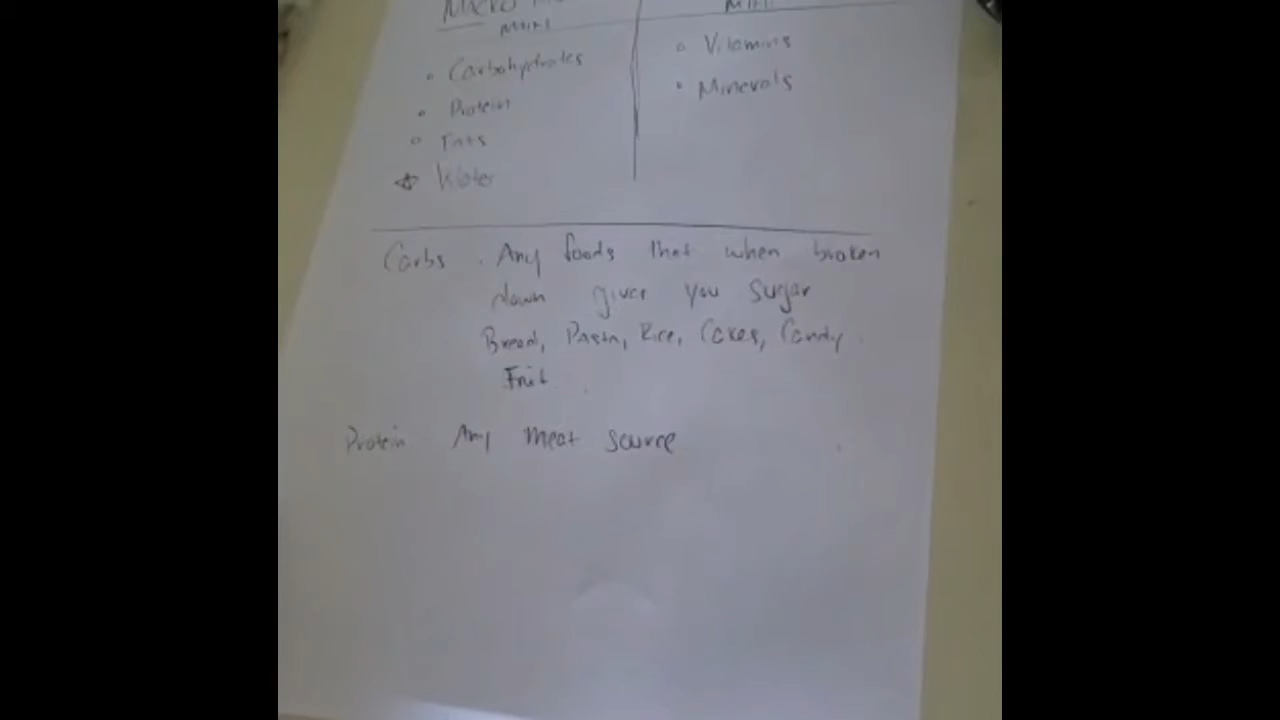 Macro
• Carbohydrates
• Protein
• Fats
☆ Water
• Vitamins
• Minerals
Carbs . Any foods that when broken
down gives you sugar
Bread, Pasta, Rice, Cakes, Candy
Fruit
Protein Any meat source